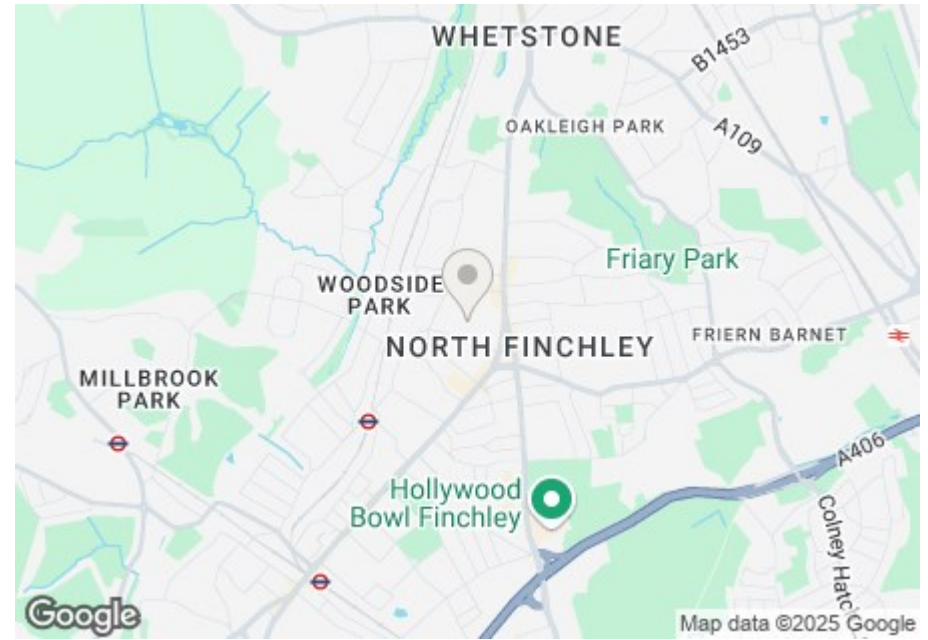 WHETSTONE
B1453
OAKLEIGH PARK
A109
Friary Park
WOODSIDE
PARK
NORTH FINCHLEY
FRIERN BARNET
MILLBROOK
PARK
A406
Hollywood
Bowl Finchley
Colney Hatc
Google
Map data ©2025 Google